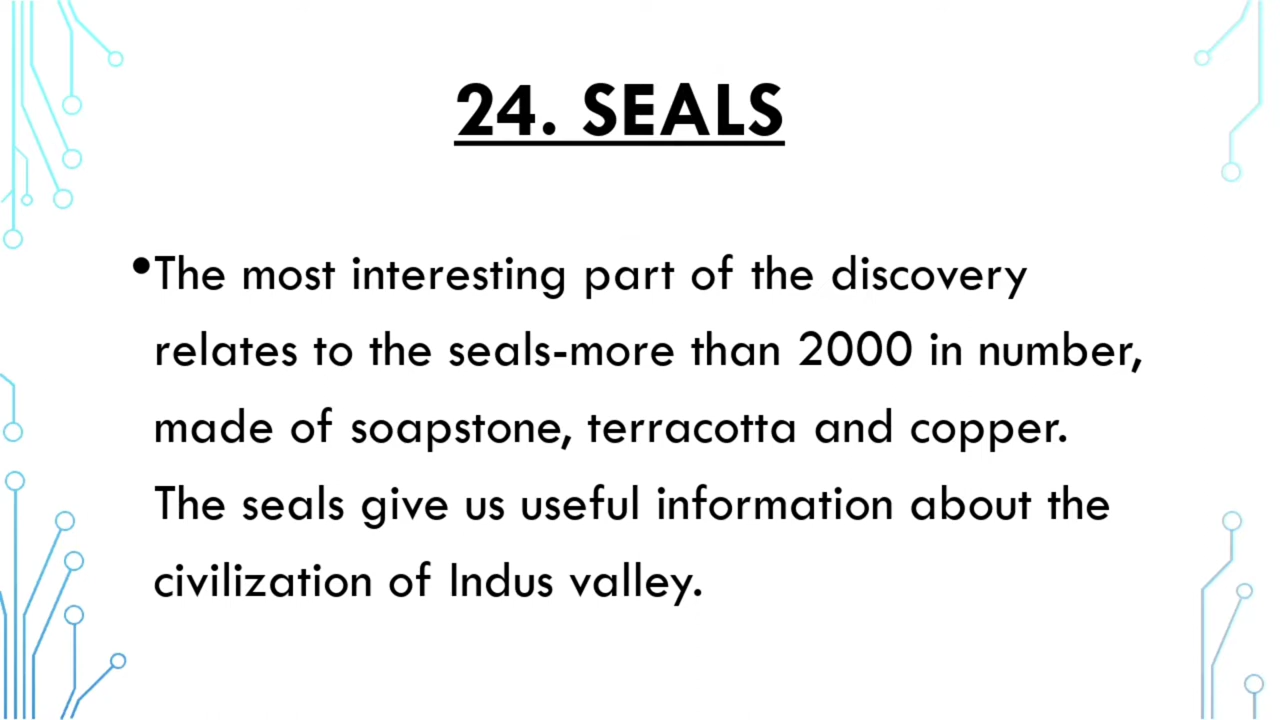 24. SEALS
•The most interesting part of the discovery
relates to the seals-more than 2000 in number,
made of soapstone, terracotta and copper.
The seals give us useful information about the
civilization of Indus valley.